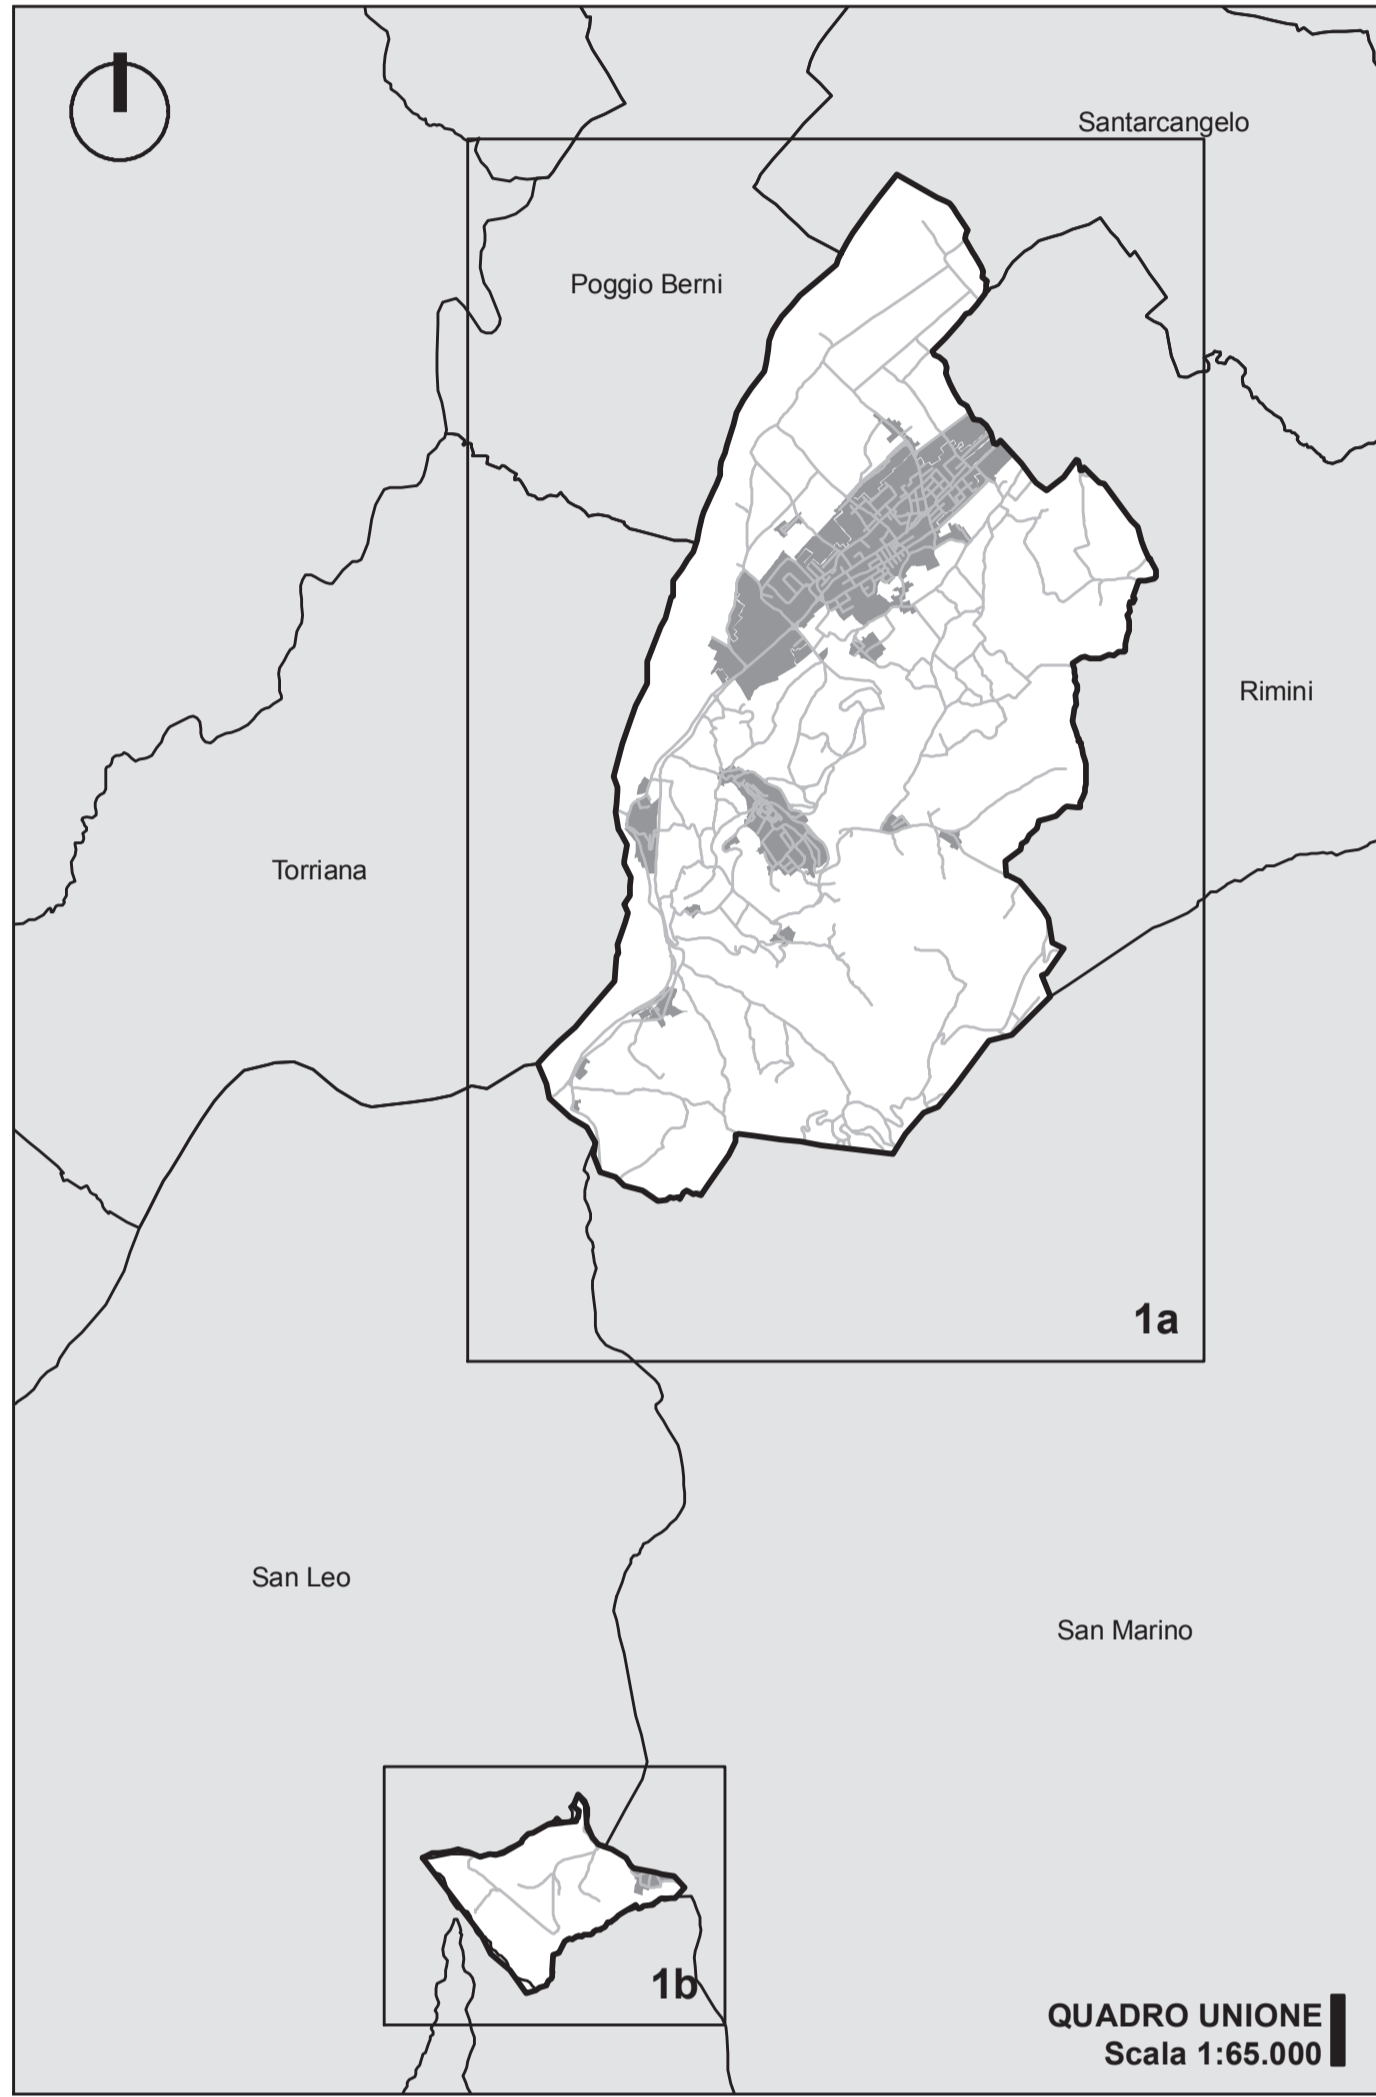 Santarcangelo
Poggio Berni
Rimini
Torriana
1a
San Leo
San Marino
1b
QUADRO UNIONE
Scala 1:65.000